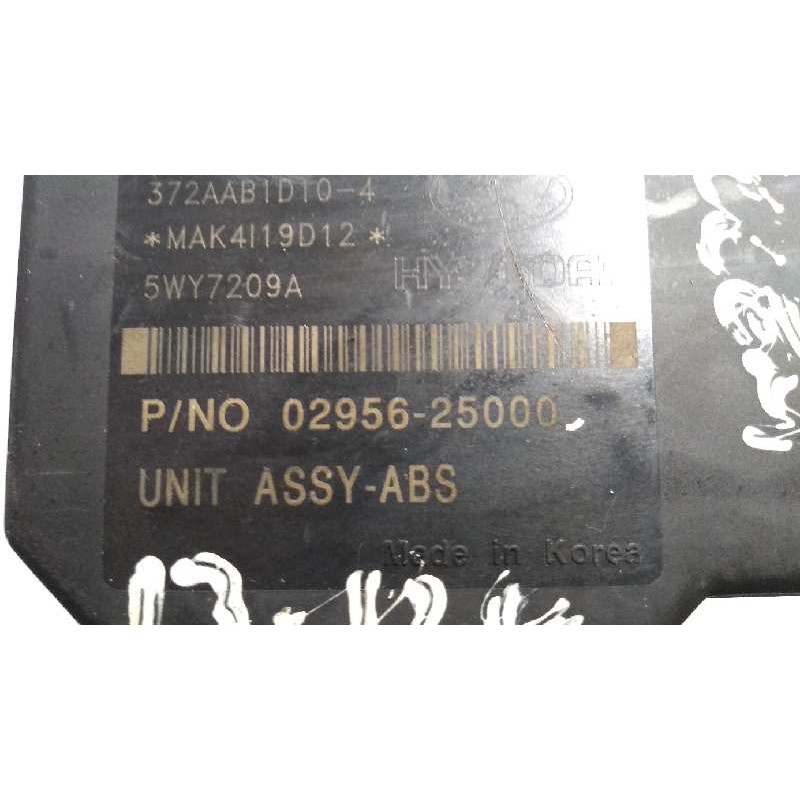 372AAB1D10-4
*MAK4I19D12*
5WY7209A
P/NO 02956-25000
UNIT ASSY-ABS
Made in Korea